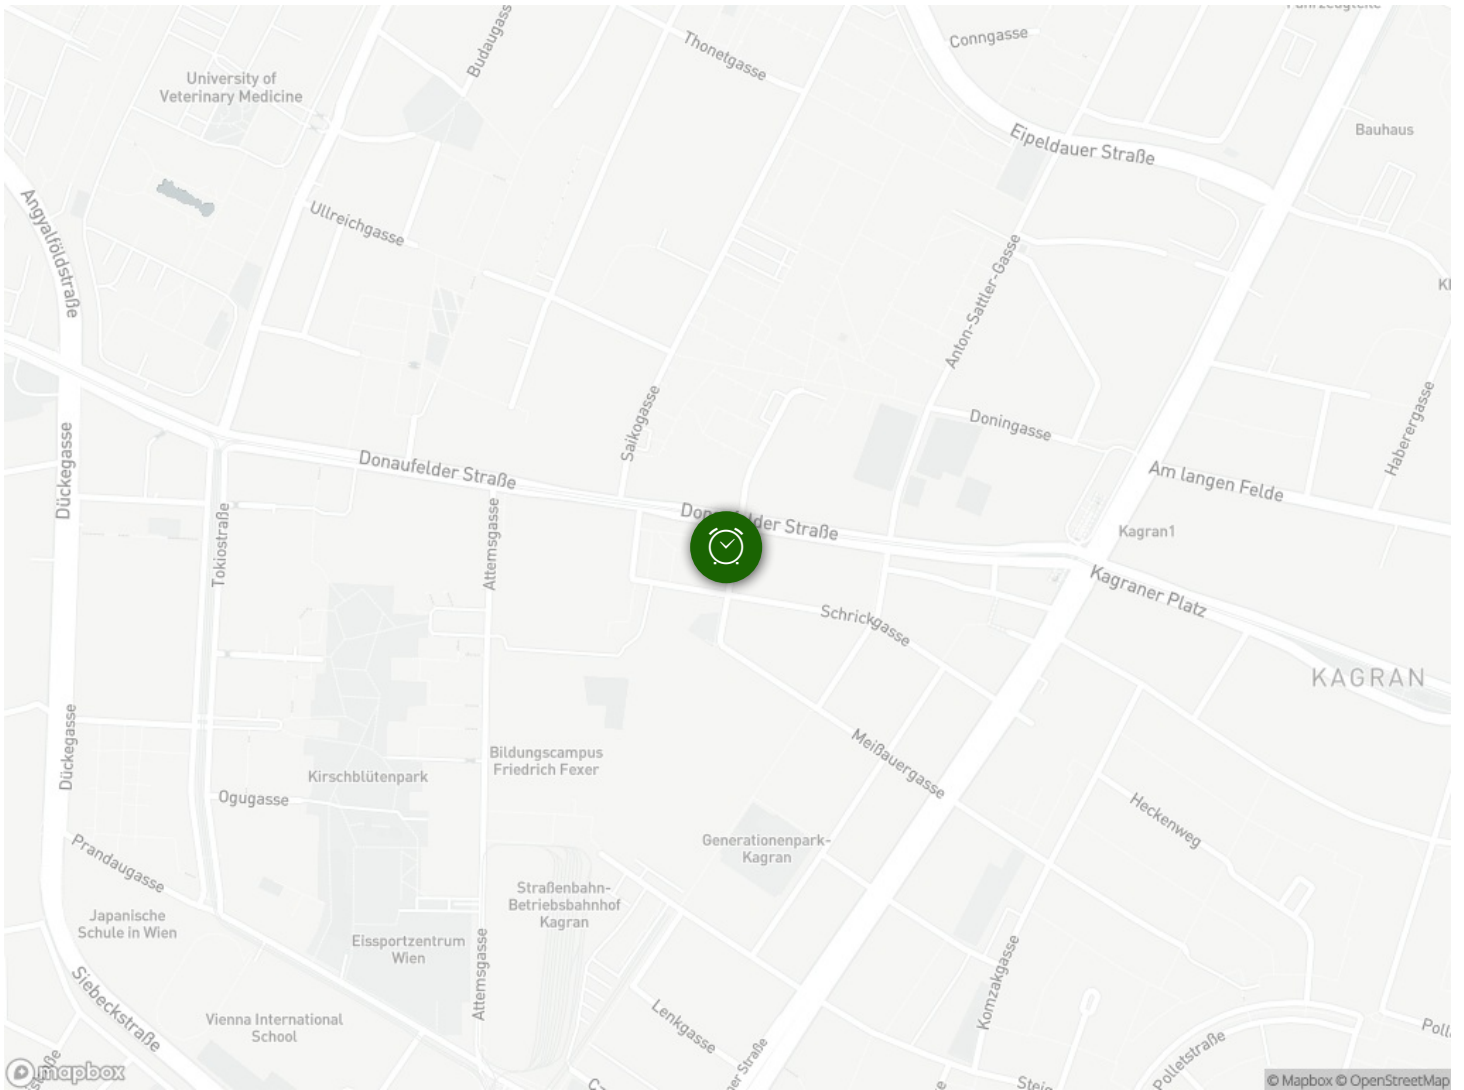 Conngasse
Thonetgasse
Budaugasse
University of
Veterinary Medicine
Bauhaus
Eipeldauer Straße
Ullreichgasse
Angyalföldstraße
Anton-Sattler-Gasse
Saikogasse
Doningasse
Haberergasse
Dückegasse
Donaufelder Straße
Am langen Felde
Tokiostraße
Attemsgasse
Donaufelder Straße
Kagran1
Kagraner Platz
Schrickgasse
KAGRAN
Dückegasse
Meißauergasse
Bildungscampus
Friedrich Fexer
Kirschblütenpark
Ogugasse
Heckenweg
Generationenpark-
Kagran
Prandaugasse
Straßenbahn-
Betriebsbahnhof
Kagran
Japanische
Schule in Wien
Eissportzentrum
Wien
Attemsgasse
Komzakgasse
Siebeckstraße
Vienna International
School
Lenkgasse
Polletstraße
mapbox
© Mapbox © OpenStreetMap